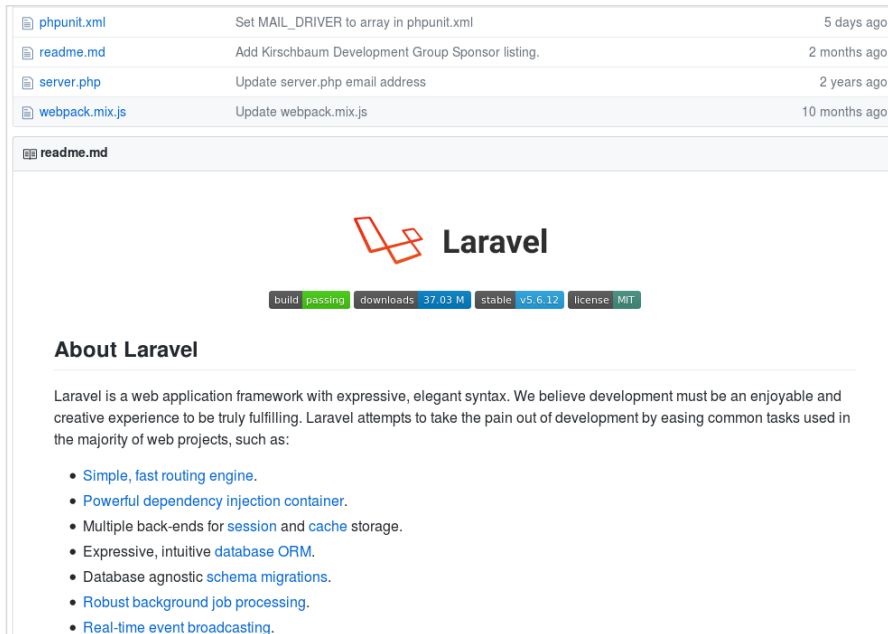 phpunit.xml Set MAIL_DRIVER to array in phpunit.xml 5 days ago
readme.md Add Kirschbaum Development Group Sponsor listing. 2 months ago
server.php Update server.php email address 2 years ago
webpack.mix.js Update webpack.mix.js 10 months ago
readme.md
Laravel
build passing downloads 37.03 M stable v5.6.12 license MIT
About Laravel
Laravel is a web application framework with expressive, elegant syntax. We believe development must be an enjoyable and
creative experience to be truly fulfilling. Laravel attempts to take the pain out of development by easing common tasks used in
the majority of web projects, such as:
• Simple, fast routing engine.
• Powerful dependency injection container.
• Multiple back-ends for session and cache storage.
• Expressive, intuitive database ORM.
• Database agnostic schema migrations.
• Robust background job processing.
• Real-time event broadcasting.